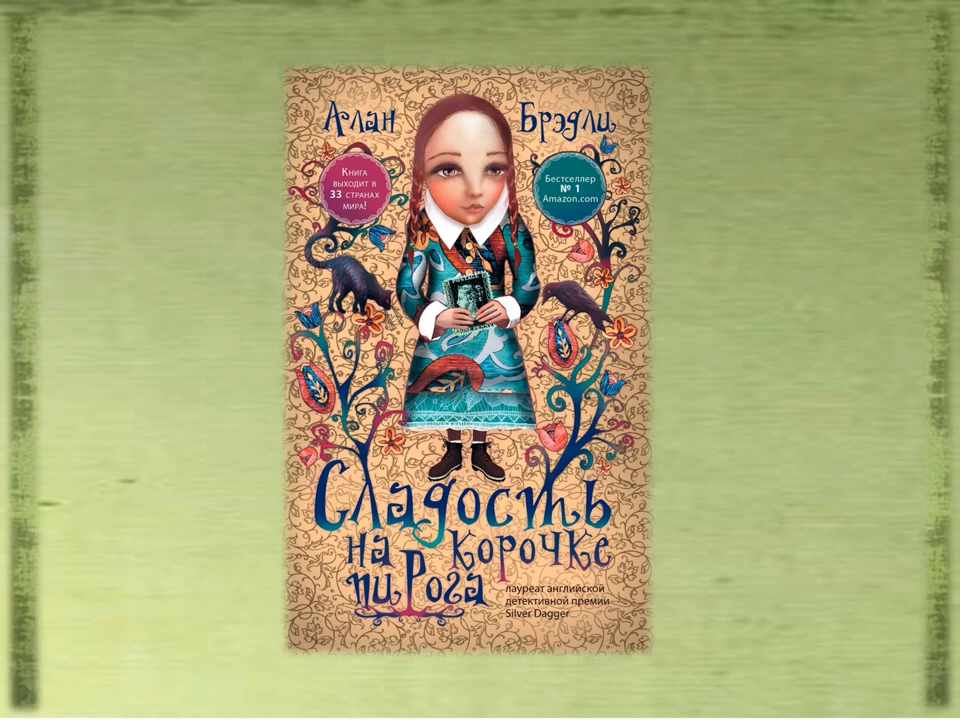 Алан Брэдли
Книга
выходит в
33 странах
мира!
Бестселлер
№ 1
Amazon.com
Сладость
на корочке
пиРога
лауреат английской
детективной премии
Silver Dagger